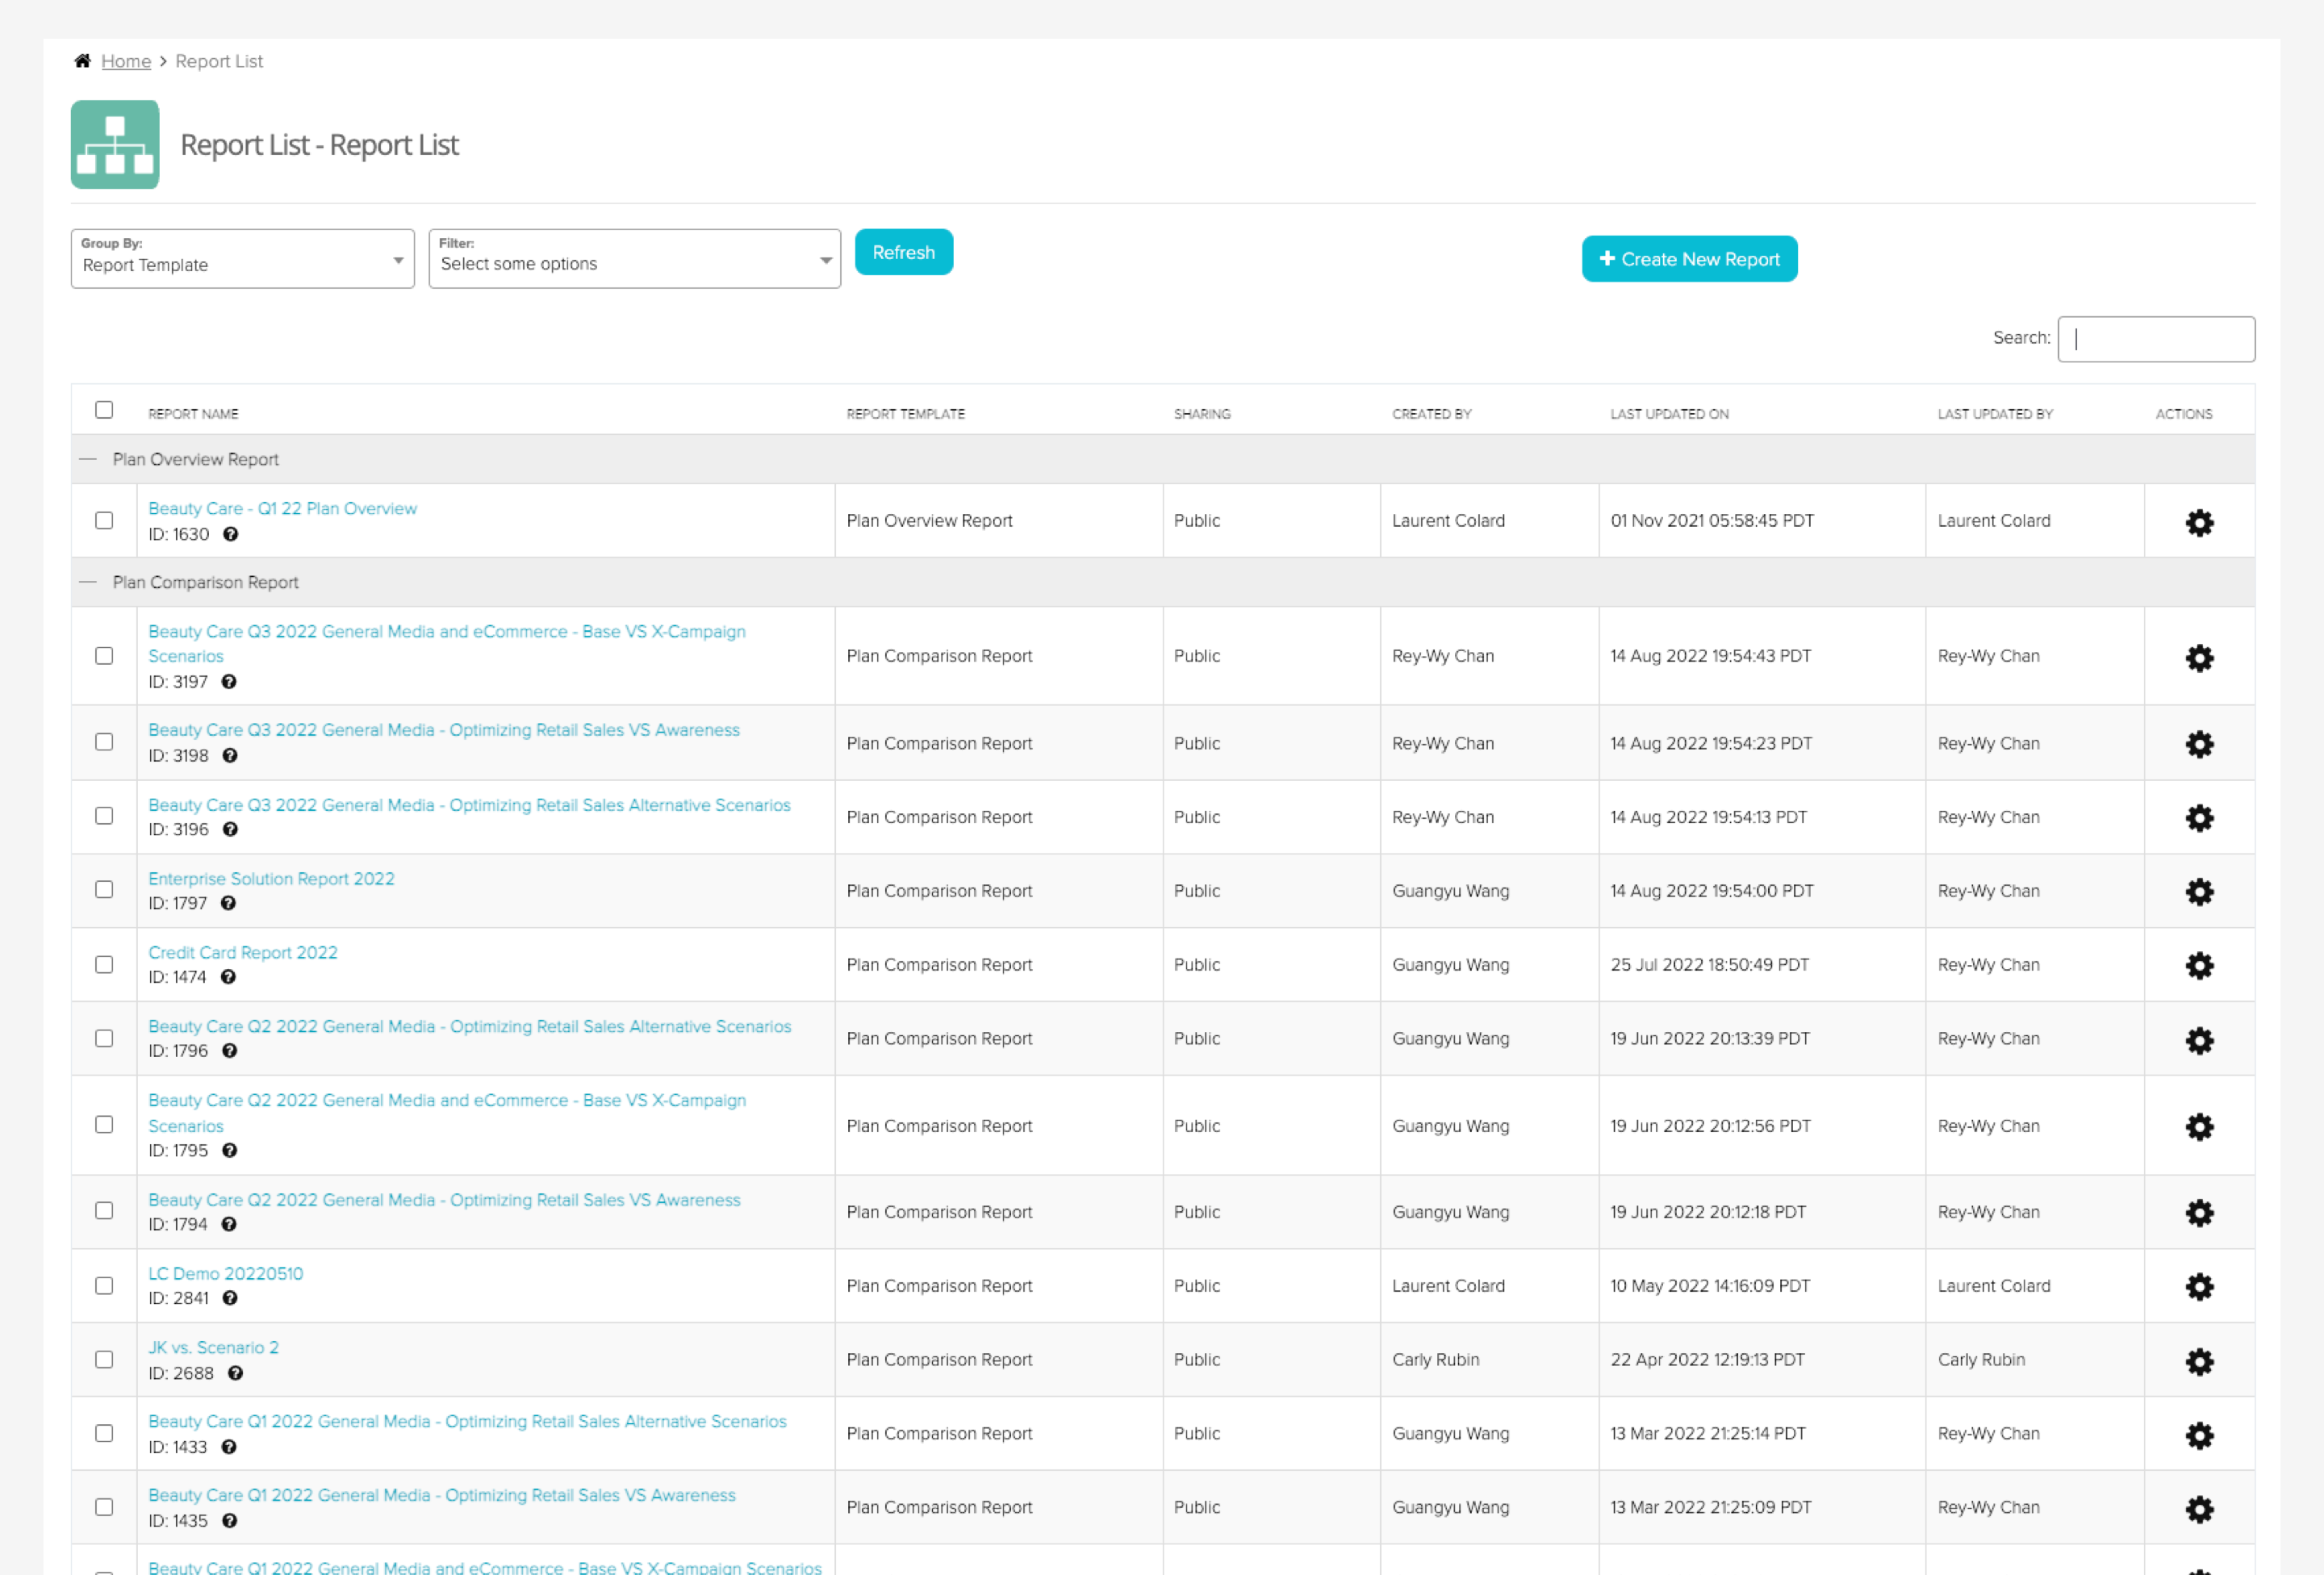 Home > Report List
Report List - Report List
Group By:
Report Template
Filter:
Select some options
Refresh
+ Create New Report
Search:
REPORT NAME REPORT TEMPLATE SHARING CREATED BY LAST UPDATED ON LAST UPDATED BY ACTIONS
— Plan Overview Report
Beauty Care - Q1 22 Plan Overview
ID: 1630
Plan Overview Report Public Laurent Colard 01 Nov 2021 05:58:45 PDT Laurent Colard
— Plan Comparison Report
Beauty Care Q3 2022 General Media and eCommerce - Base VS X-Campaign
Scenarios
ID: 3197
Plan Comparison Report Public Rey-Wy Chan 14 Aug 2022 19:54:43 PDT Rey-Wy Chan
Beauty Care Q3 2022 General Media - Optimizing Retail Sales VS Awareness
ID: 3198
Plan Comparison Report Public Rey-Wy Chan 14 Aug 2022 19:54:23 PDT Rey-Wy Chan
Beauty Care Q3 2022 General Media - Optimizing Retail Sales Alternative Scenarios
ID: 3196
Plan Comparison Report Public Rey-Wy Chan 14 Aug 2022 19:54:13 PDT Rey-Wy Chan
Enterprise Solution Report 2022
ID: 1797
Plan Comparison Report Public Guangyu Wang 14 Aug 2022 19:54:00 PDT Rey-Wy Chan
Credit Card Report 2022
ID: 1474
Plan Comparison Report Public Guangyu Wang 25 Jul 2022 18:50:49 PDT Rey-Wy Chan
Beauty Care Q2 2022 General Media - Optimizing Retail Sales Alternative Scenarios
ID: 1796
Plan Comparison Report Public Guangyu Wang 19 Jun 2022 20:13:39 PDT Rey-Wy Chan
Beauty Care Q2 2022 General Media and eCommerce - Base VS X-Campaign
Scenarios
ID: 1795
Plan Comparison Report Public Guangyu Wang 19 Jun 2022 20:12:56 PDT Rey-Wy Chan
Beauty Care Q2 2022 General Media - Optimizing Retail Sales VS Awareness
ID: 1794
Plan Comparison Report Public Guangyu Wang 19 Jun 2022 20:12:18 PDT Rey-Wy Chan
LC Demo 20220510
ID: 2841
Plan Comparison Report Public Laurent Colard 10 May 2022 14:16:09 PDT Laurent Colard
JK vs. Scenario 2
ID: 2688
Plan Comparison Report Public Carly Rubin 22 Apr 2022 12:19:13 PDT Carly Rubin
Beauty Care Q1 2022 General Media - Optimizing Retail Sales Alternative Scenarios
ID: 1433
Plan Comparison Report Public Guangyu Wang 13 Mar 2022 21:25:14 PDT Rey-Wy Chan
Beauty Care Q1 2022 General Media - Optimizing Retail Sales VS Awareness
ID: 1435
Plan Comparison Report Public Guangyu Wang 13 Mar 2022 21:25:09 PDT Rey-Wy Chan
Beauty Care Q1 2022 General Media and eCommerce - Base VS X-Campaign Scenarios